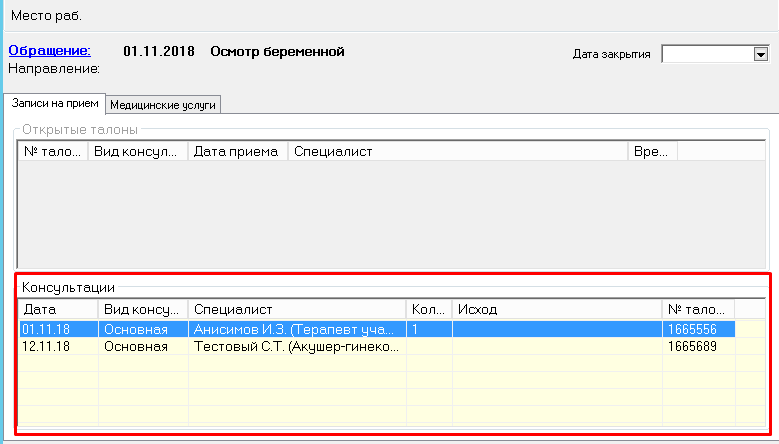 Место раб.
Обращение: 01.11.2018 Осмотр беременной
Дата закрытия
Направление:
Записи на прием Медицинские услуги
Открытые талоны
№ тало... Вид консул... Дата приема Специалист Вре...
Консультации
Дата Вид консу... Специалист Кол... Исход № тало...
01.11.18 Основная Анисимов И.З. (Терапевт уча... 1 1665556
12.11.18 Основная Тестовый С.Т. (Акушер-гинеко... 1665689